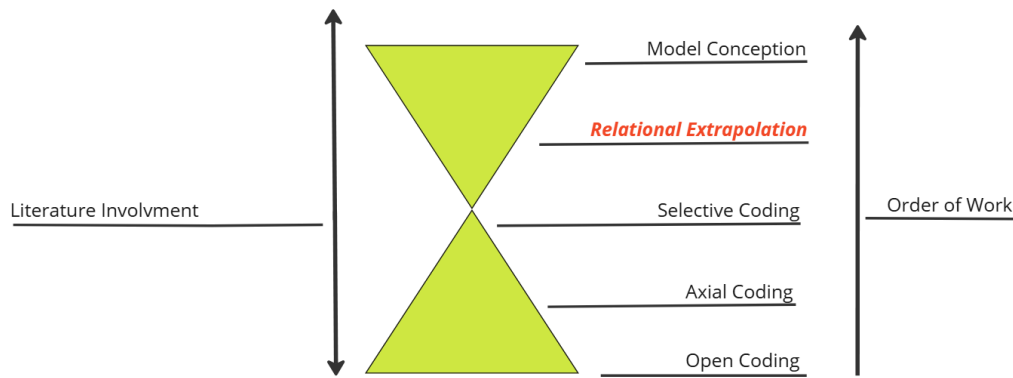 Model Conception
Relational Extrapolation
Literature Involvment
Selective Coding
Order of Work
Axial Coding
Open Coding